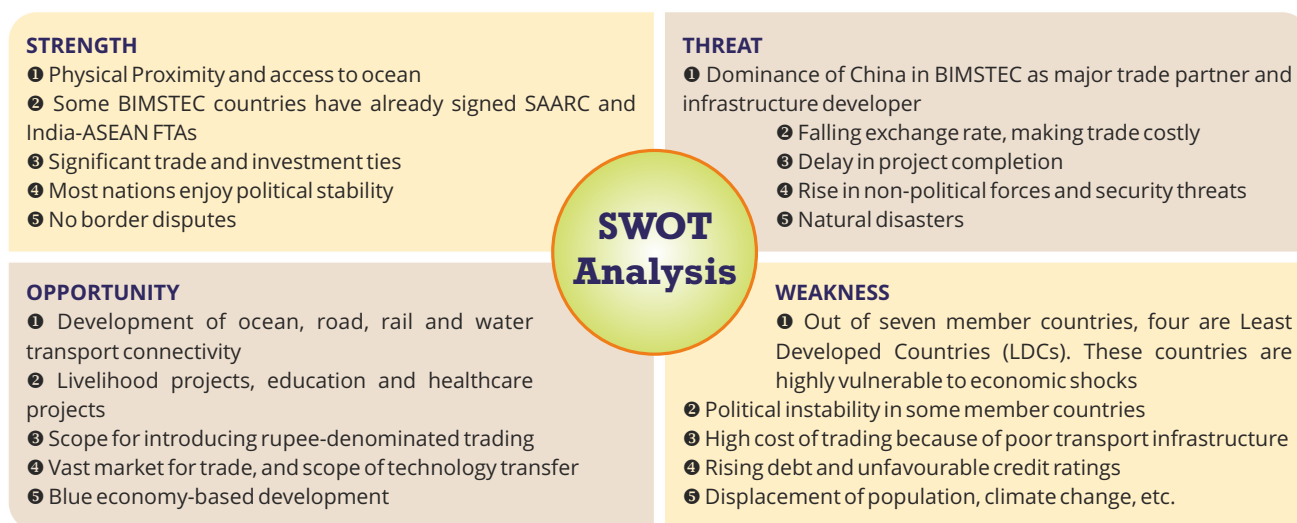 STRENGTH
❶ Physical Proximity and access to ocean
❷ Some BIMSTEC countries have already signed SAARC and
India-ASEAN FTAs
❸ Significant trade and investment ties
❹ Most nations enjoy political stability
❺ No border disputes
THREAT
❶ Dominance of China in BIMSTEC as major trade partner and
infrastructure developer
❷ Falling exchange rate, making trade costly
❸ Delay in project completion
❹ Rise in non-political forces and security threats
❺ Natural disasters
SWOT
Analysis
OPPORTUNITY
❶ Development of ocean, road, rail and water
transport connectivity
❷ Livelihood projects, education and healthcare
projects
❸ Scope for introducing rupee-denominated trading
❹ Vast market for trade, and scope of technology transfer
❺ Blue economy-based development
WEAKNESS
❶ Out of seven member countries, four are Least
Developed Countries (LDCs). These countries are
highly vulnerable to economic shocks
❷ Political instability in some member countries
❸ High cost of trading because of poor transport infrastructure
❹ Rising debt and unfavourable credit ratings
❺ Displacement of population, climate change, etc.